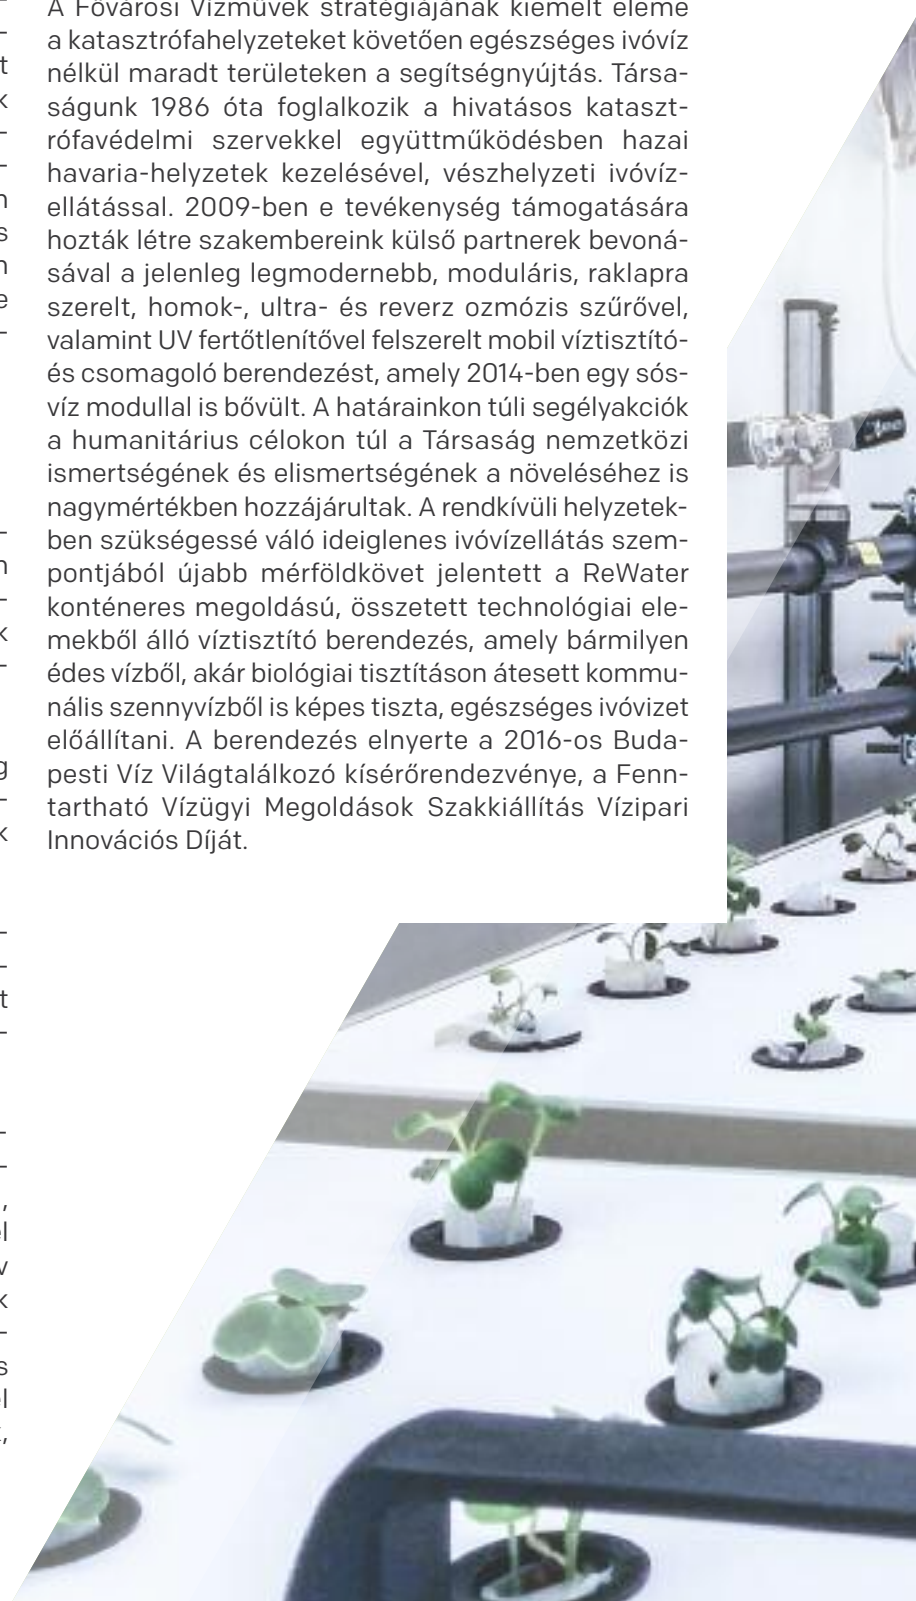 A Fővárosi Vízművek stratégiájának kiemelt eleme
a katasztrófahelyzeteket követően egészséges ivóvíz
nélkül maradt területeken a segítségnyújtás. Társa-
ságunk 1986 óta foglalkozik a hivatásos kataszt-
rófavédelmi szervekkel együttműködésben hazai
havaria-helyzetek kezelésével, vészhelyzeti ivóvíz-
ellátással. 2009-ben e tevékenység támogatására
hozták létre szakembereink külső partnerek bevoná-
sával a jelenleg legmodernebb, moduláris, raklapra
szerelt, homok-, ultra- és reverz ozmózis szűrővel,
valamint UV fertőtlenítővel felszerelt mobil víztisztító-
és csomagoló berendezést, amely 2014-ben egy sós-
víz modullal is bővült. A határainkon túli segélyakciók
a humanitárius célokon túl a Társaság nemzetközi
ismertségének és elismertségének a növeléséhez is
nagymértékben hozzájárultak. A rendkívüli helyzetek-
ben szükségessé váló ideiglenes ivóvízellátás szem-
pontjából újabb mérföldkövet jelentett a ReWater
konténeres megoldású, összetett technológiai ele-
mekből álló víztisztító berendezés, amely bármilyen
édes vízből, akár biológiai tisztításon átesett kommu-
nális szennyvízből is képes tiszta, egészséges ivóvizet
előállítani. A berendezés elnyerte a 2016-os Buda-
pesti Víz Világtalálkozó kísérőrendezvénye, a Fenn-
tartható Vízügyi Megoldások Szakkiállítás Vízipari
Innovációs Díját.